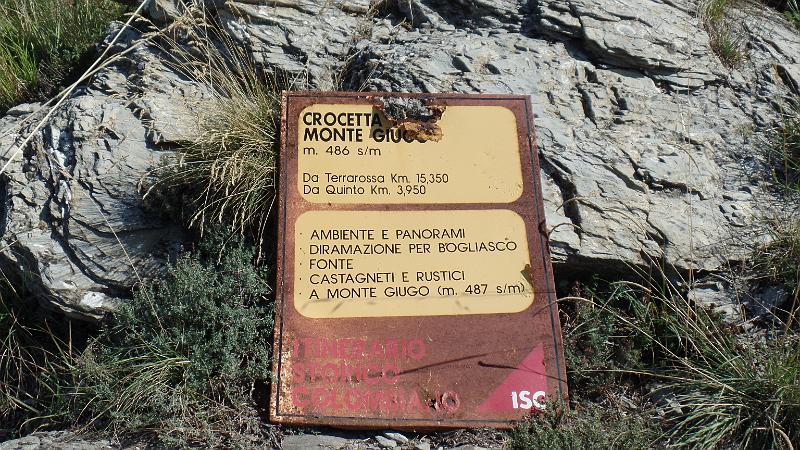 CROCETTA
MONTE GIUGO
m. 486 s/m
Da Terrarossa Km. 15,350
Da Quinto Km. 3,950
AMBIENTE E PANORAMI
DIRAMAZIONE PER BOGLIASCO
FONTE
CASTAGNETI E RUSTICI
A MONTE GIUGO (m. 487 s/m)
ITINERARIO
STORICO
COLOMBIANO
ISC